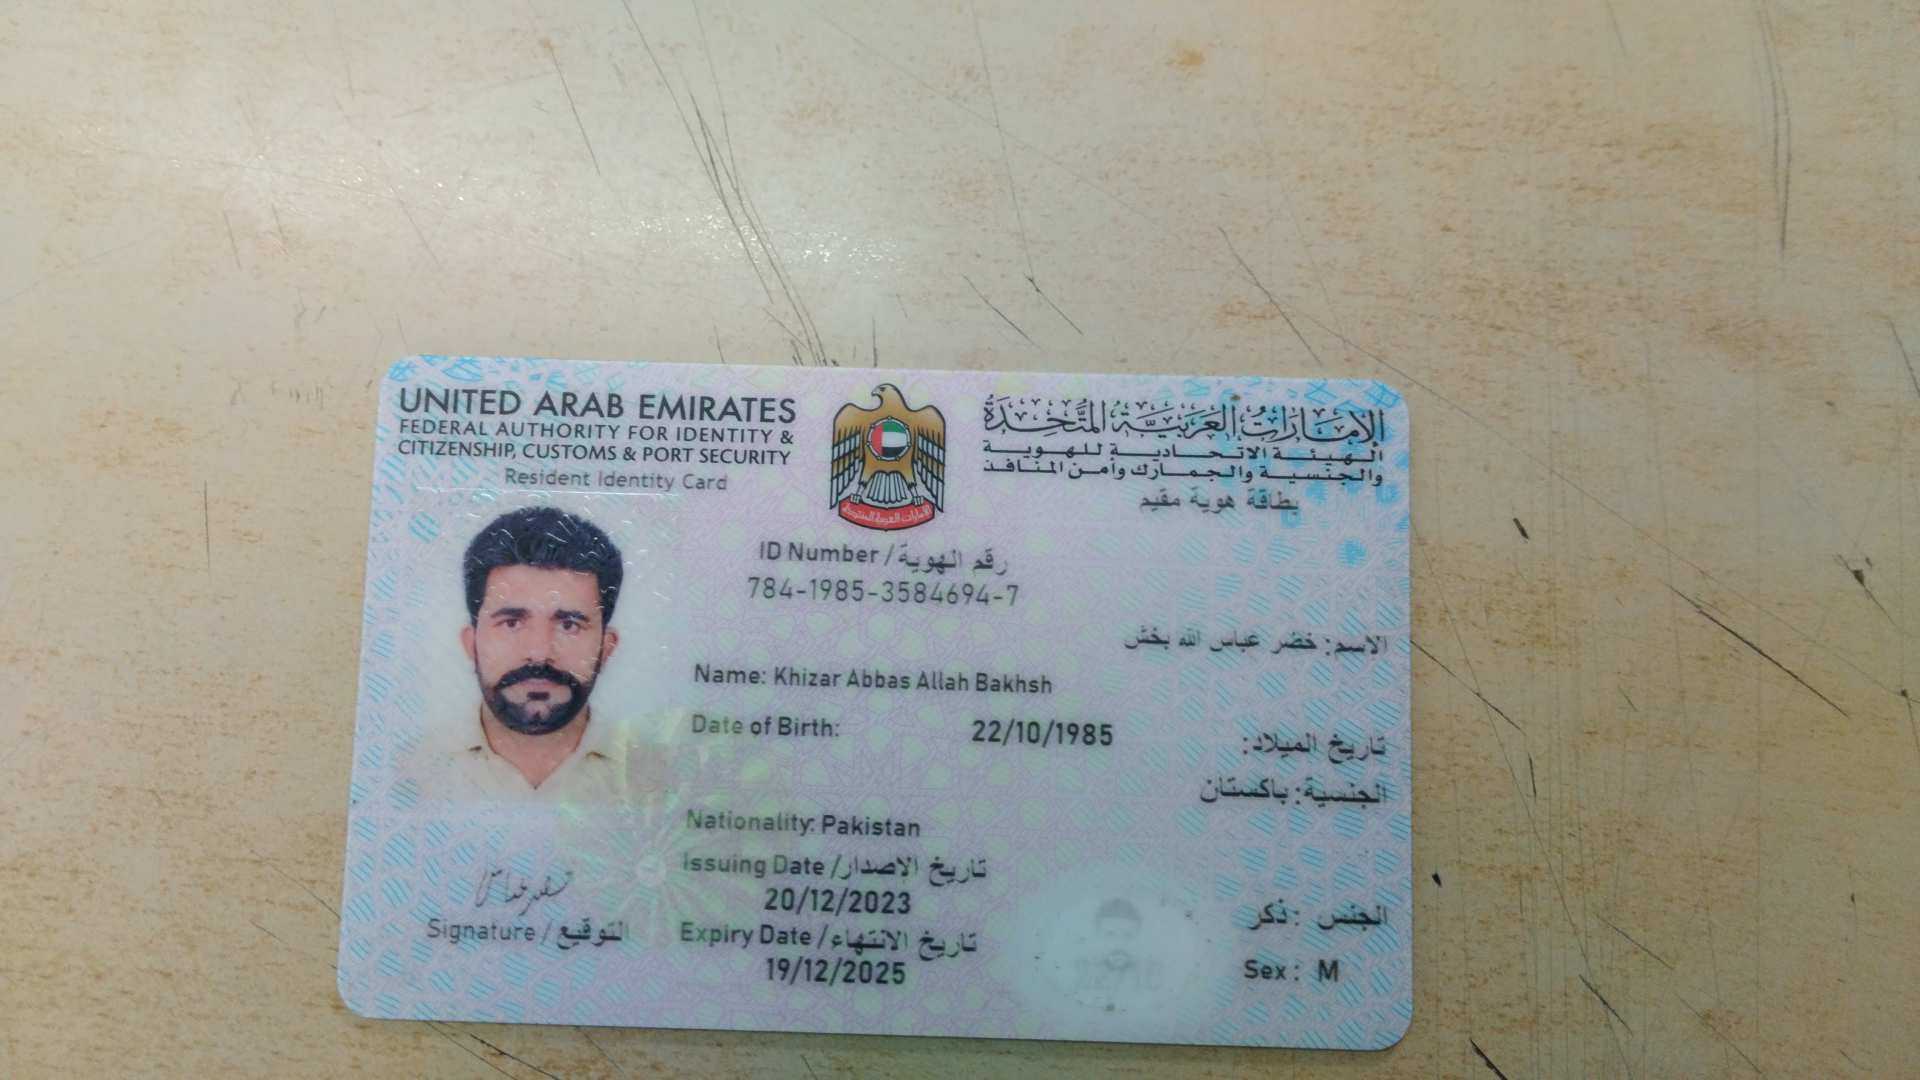 UNITED ARAB EMIRATES
FEDERAL AUTHORITY FOR IDENTITY &
CITIZENSHIP, CUSTOMS & PORT SECURITY
Resident Identity Card
الإمارات العربية المتحدة
الهيئة الاتحادية للهوية
والجنسية والجمارك وأمن المنافذ
بطاقة هوية مقيم
ID Number / رقم الهوية
784-1985-3584694-7
الاسم: خضر عباس الله بخش
Name: Khizar Abbas Allah Bakhsh
Date of Birth: 22/10/1985 تاريخ الميلاد:
الجنسية: باكستان
Nationality: Pakistan
Issuing Date / تاريخ الاصدار
20/12/2023
Expiry Date / تاريخ الانتهاء
19/12/2025
Signature / التوقيع
الجنس : ذكر
Sex : M